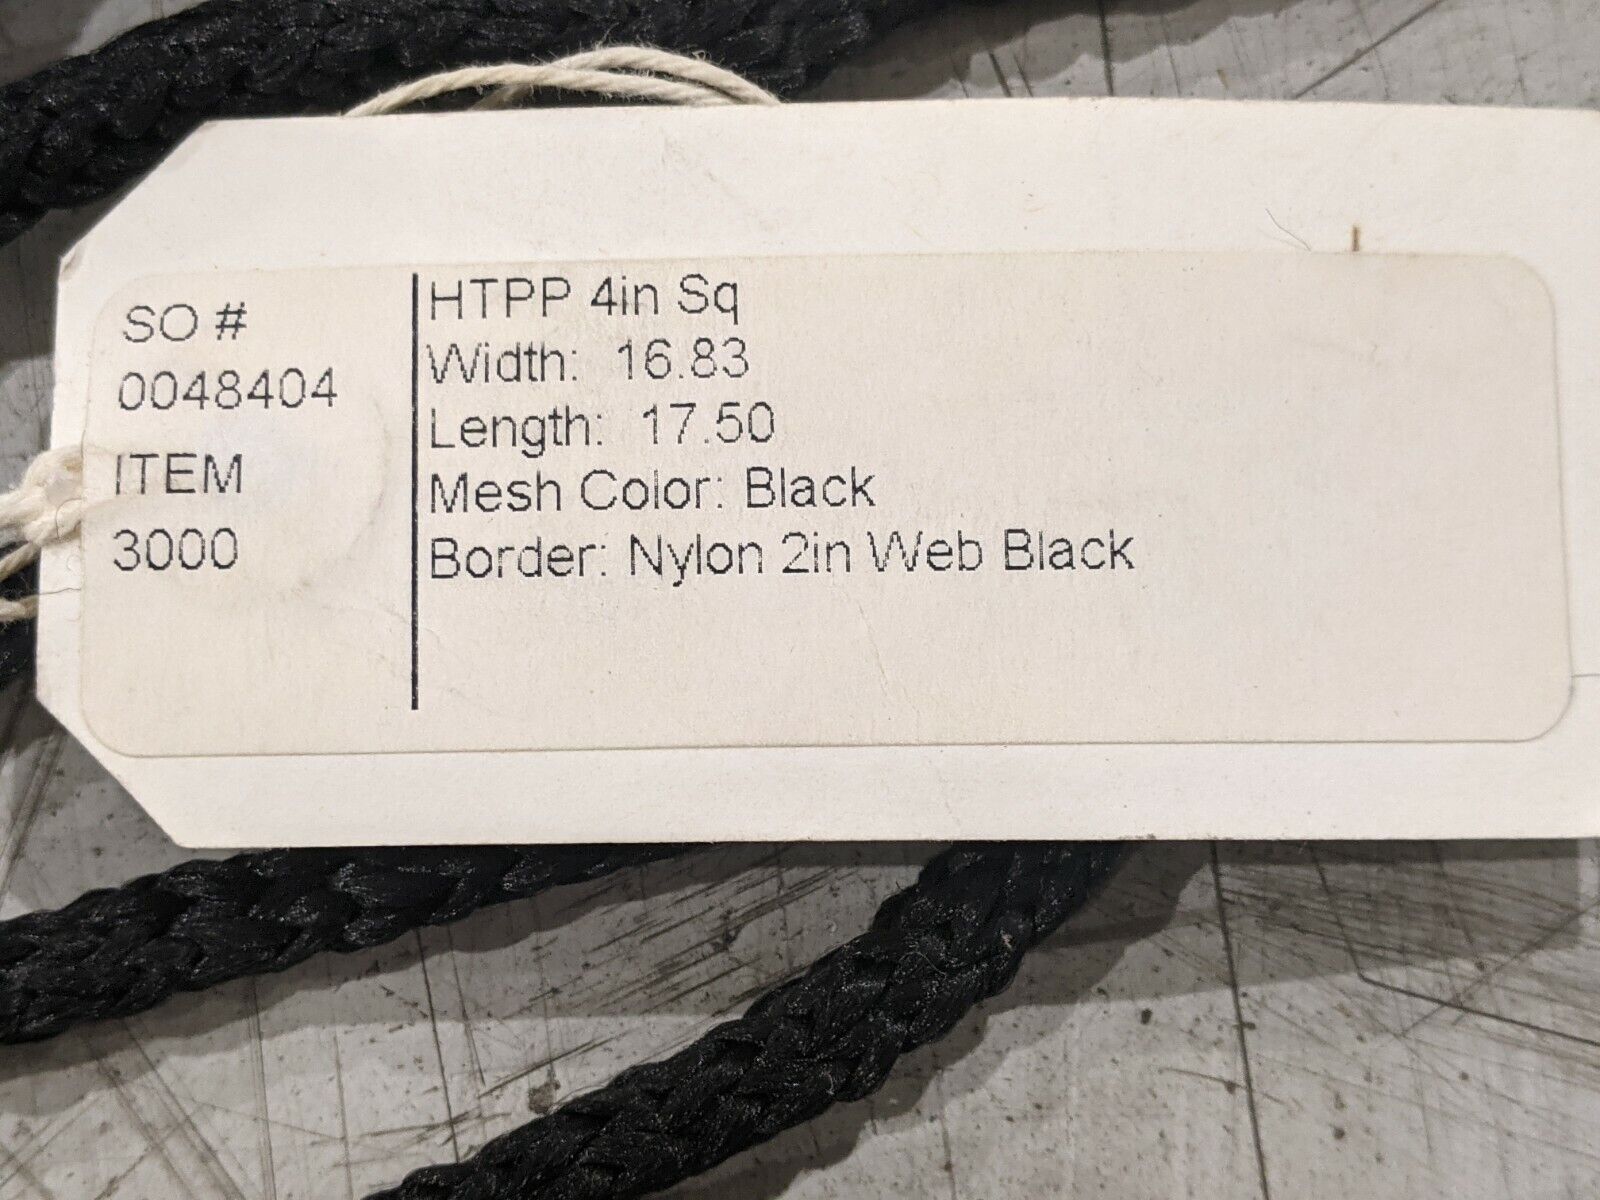 SO #
0048404
ITEM
3000
HTPP 4in Sq
Width: 16.83
Length: 17.50
Mesh Color: Black
Border: Nylon 2in Web Black